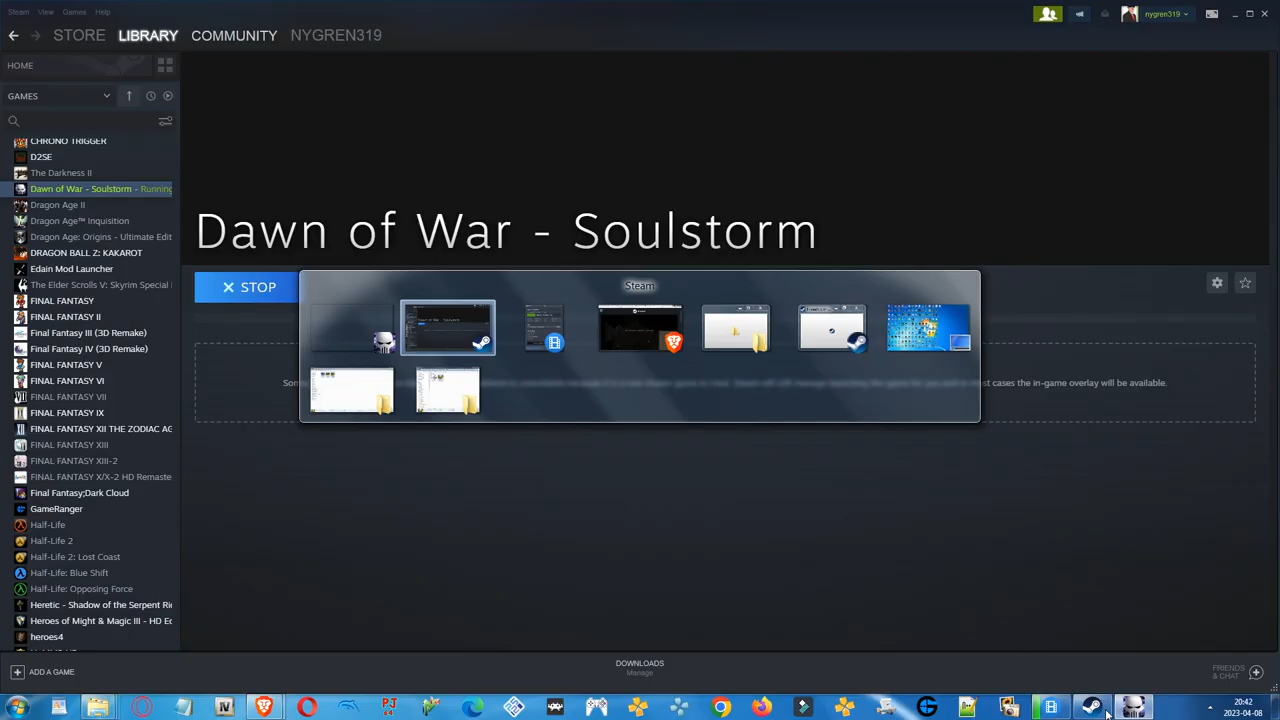 Steam View Games Help
nygren319
STORE LIBRARY COMMUNITY NYGREN319
HOME
GAMES
CHRONO TRIGGER
D2SE
The Darkness II
Dawn of War - Soulstorm - Running
Dragon Age II
Dragon Age™ Inquisition
Dragon Age: Origins - Ultimate Edit
DRAGON BALL Z: KAKAROT
Edain Mod Launcher
The Elder Scrolls V: Skyrim Special
FINAL FANTASY
FINAL FANTASY II
Final Fantasy III (3D Remake)
Final Fantasy IV (3D Remake)
FINAL FANTASY V
FINAL FANTASY VI
FINAL FANTASY VII
FINAL FANTASY IX
FINAL FANTASY XII THE ZODIAC AG
FINAL FANTASY XIII
FINAL FANTASY XIII-2
FINAL FANTASY X/X-2 HD Remaste
Final Fantasy;Dark Cloud
GameRanger
Half-Life
Half-Life 2
Half-Life 2: Lost Coast
Half-Life: Blue Shift
Half-Life: Opposing Force
Heretic - Shadow of the Serpent Rid
Heroes of Might & Magic III - HD Ed
heroes4
ADD A GAME
Dawn of War - Soulstorm
STOP
Steam
cases the in-game overlay will be available.
DOWNLOADS
Manage
FRIENDS
& CHAT
20:42
2023-04-08